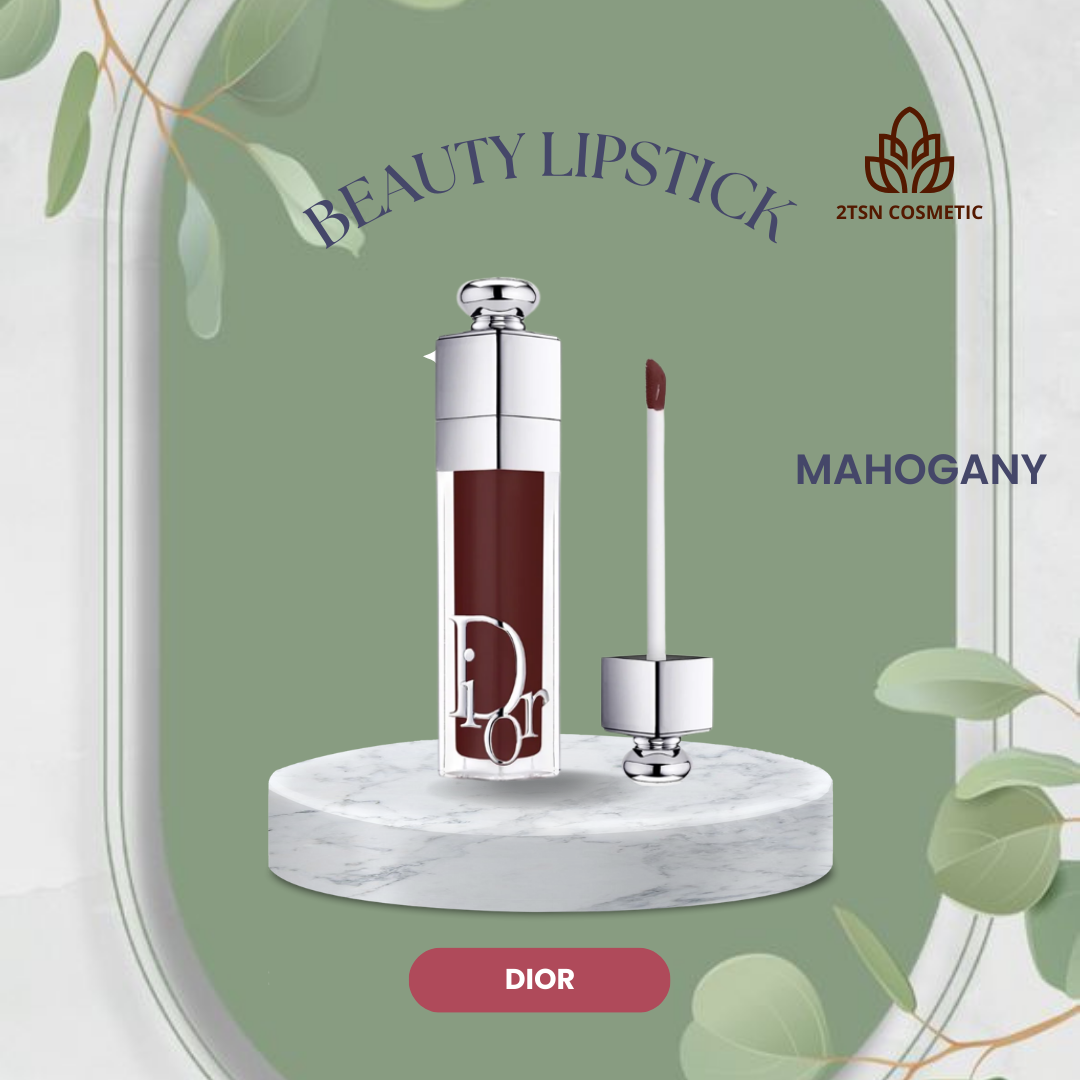 BEAUTY LIPSTICK
2TSN COSMETIC
MAHOGANY
Dior
DIOR